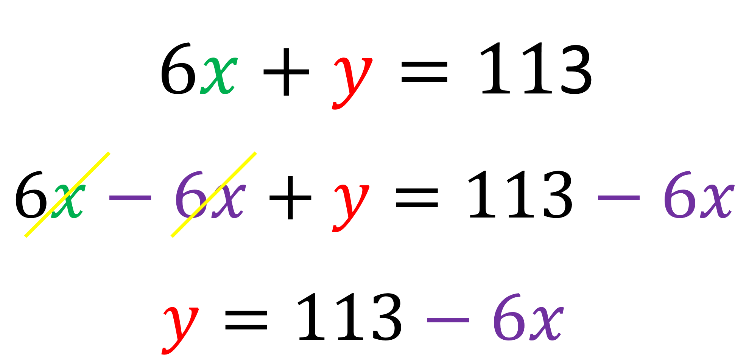 6x + y = 113
6x − 6x + y = 113 − 6x
y = 113 − 6x